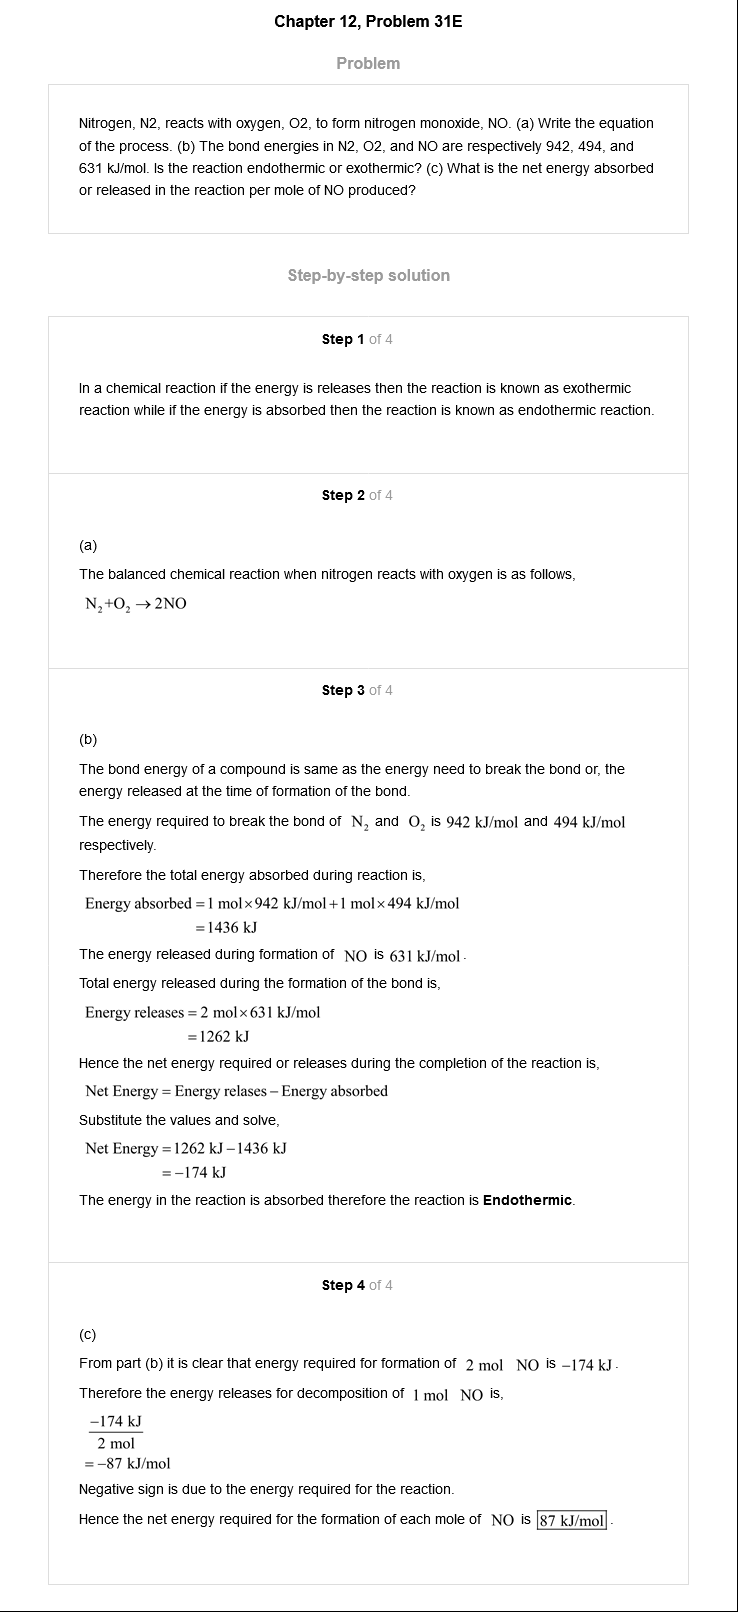 Chapter 12, Problem 31E
Problem
Nitrogen, N2, reacts with oxygen, O2, to form nitrogen monoxide, NO. (a) Write the equation
of the process. (b) The bond energies in N2, O2, and NO are respectively 942, 494, and
631 kJ/mol. Is the reaction endothermic or exothermic? (c) What is the net energy absorbed
or released in the reaction per mole of NO produced?
Step-by-step solution
Step 1 of 4
In a chemical reaction if the energy is releases then the reaction is known as exothermic
reaction while if the energy is absorbed then the reaction is known as endothermic reaction.
Step 2 of 4
(a)
The balanced chemical reaction when nitrogen reacts with oxygen is as follows,
N₂+O₂ → 2NO
Step 3 of 4
(b)
The bond energy of a compound is same as the energy need to break the bond or, the
energy released at the time of formation of the bond.
The energy required to break the bond of N₂ and O₂ is 942 kJ/mol and 494 kJ/mol
respectively.
Therefore the total energy absorbed during reaction is,
Energy absorbed = 1 mol×942 kJ/mol+1 mol×494 kJ/mol
= 1436 kJ
The energy released during formation of NO is 631 kJ/mol.
Total energy released during the formation of the bond is,
Energy releases = 2 mol×631 kJ/mol
= 1262 kJ
Hence the net energy required or releases during the completion of the reaction is,
Net Energy = Energy relases − Energy absorbed
Substitute the values and solve,
Net Energy = 1262 kJ − 1436 kJ
= −174 kJ
The energy in the reaction is absorbed therefore the reaction is Endothermic.
Step 4 of 4
(c)
From part (b) it is clear that energy required for formation of 2 mol NO is −174 kJ.
Therefore the energy releases for decomposition of 1 mol NO is,
−174 kJ
2 mol
= −87 kJ/mol
Negative sign is due to the energy required for the reaction.
Hence the net energy required for the formation of each mole of NO is 87 kJ/mol.